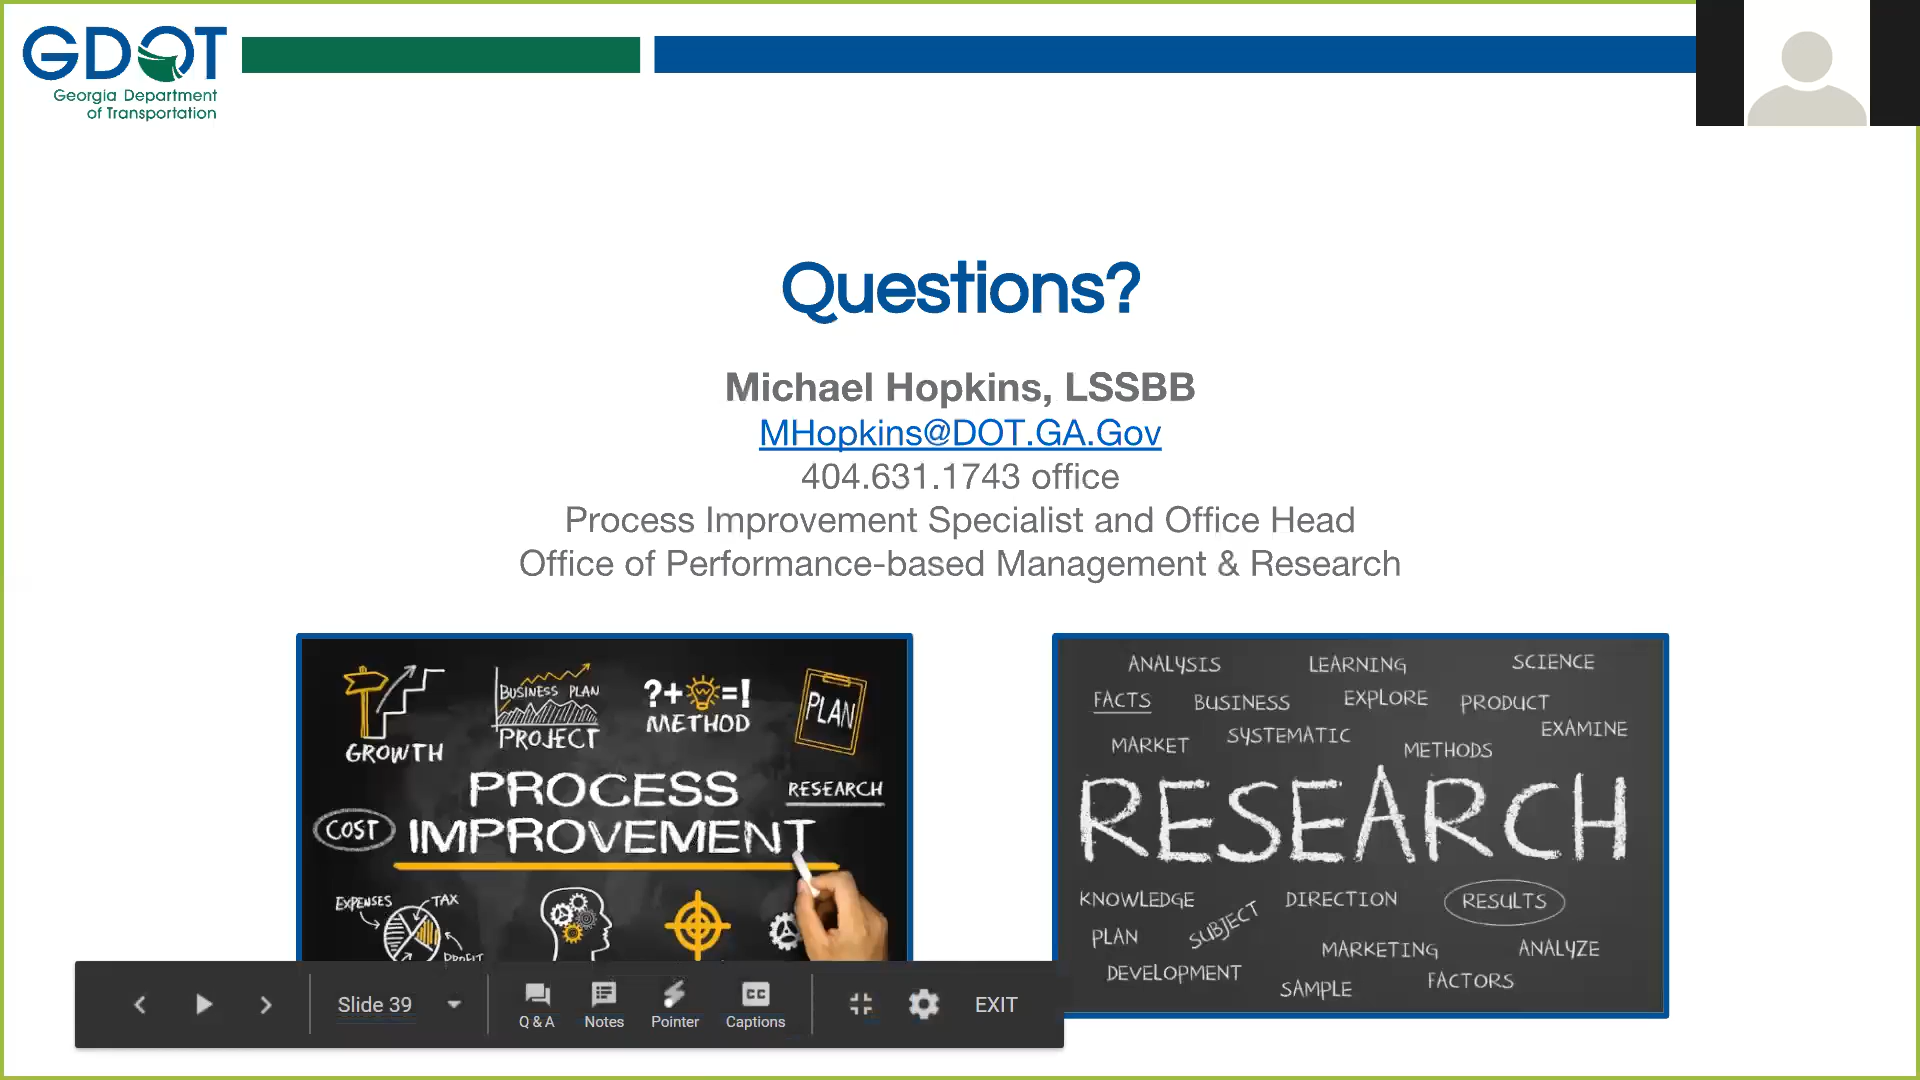 GDOT
Georgia Department
of Transportation
Questions?
Michael Hopkins, LSSBB
MHopkins@DOT.GA.Gov
404.631.1743 office
Process Improvement Specialist and Office Head
Office of Performance-based Management & Research
BUSINESS PLAN
PROJECT
?+=!
METHOD
PLAN
GROWTH
PROCESS
IMPROVEMENT
RESEARCH
COST
EXPENSES
TAX
PROFIT
ANALYSIS LEARNING SCIENCE
FACTS BUSINESS EXPLORE PRODUCT
MARKET SYSTEMATIC METHODS EXAMINE
RESEARCH
KNOWLEDGE DIRECTION RESULTS
PLAN SUBJECT MARKETING ANALYZE
DEVELOPMENT SAMPLE FACTORS
Slide 39
Q & A
Notes
Pointer
CC
Captions
EXIT